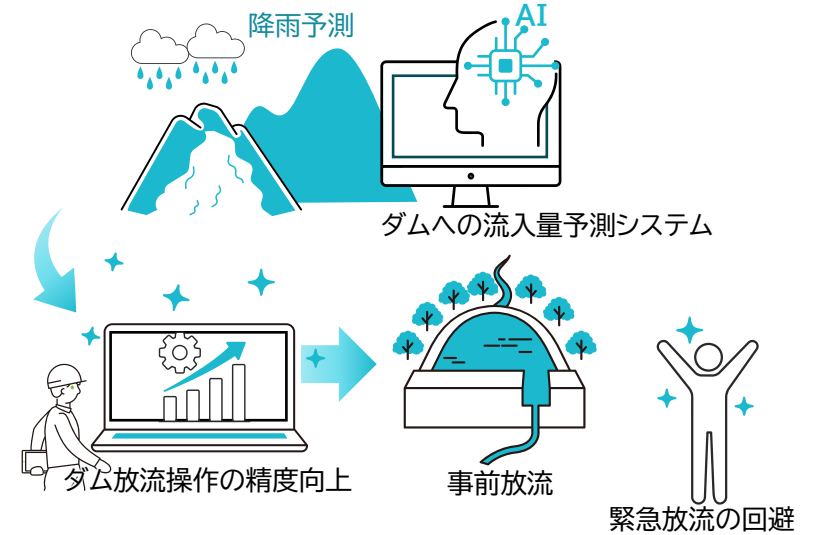 降雨予測
AI
ダムへの流入量予測システム
ダム放流操作の精度向上
事前放流
緊急放流の回避